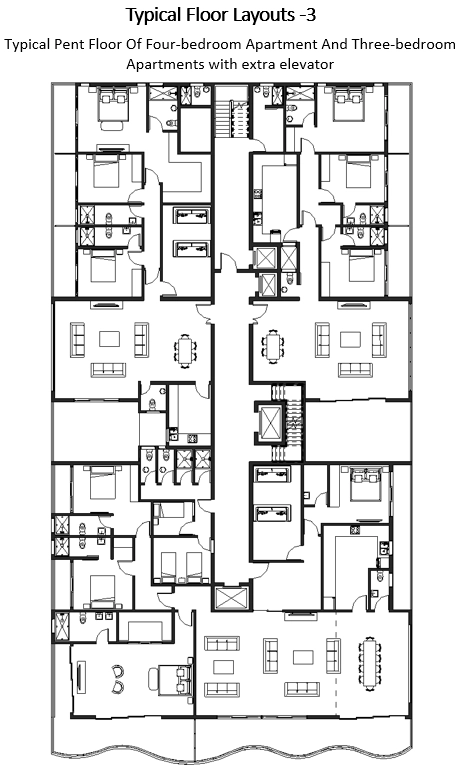 Typical Floor Layouts -3
Typical Pent Floor Of Four-bedroom Apartment And Three-bedroom
Apartments with extra elevator